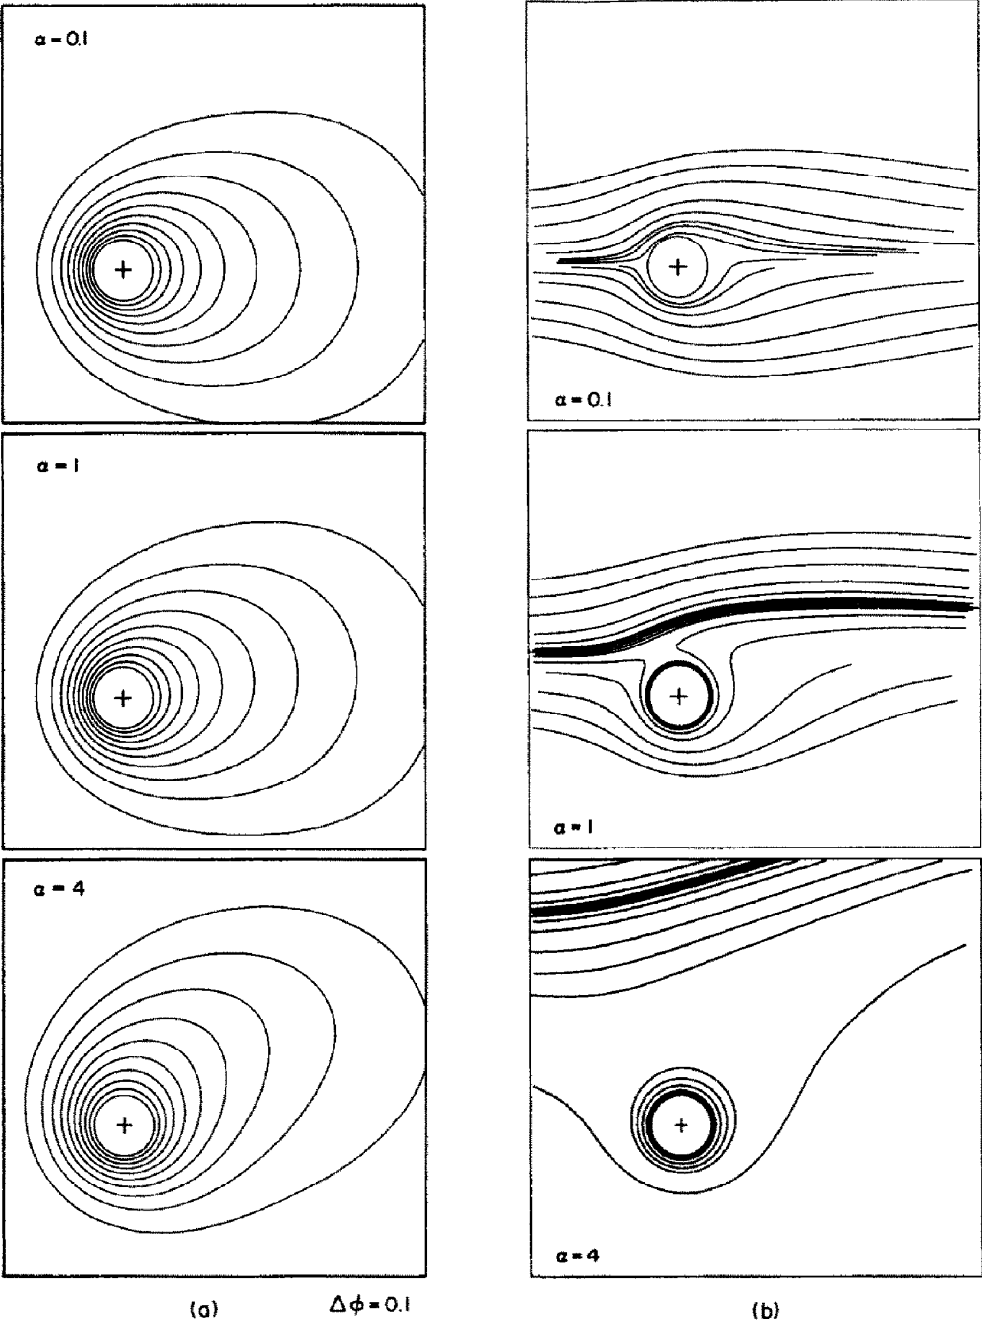 α = 0.1
α = 0.1
α = 1
α = 1
α = 4
α = 4
(a)
Δϕ = 0.1
(b)